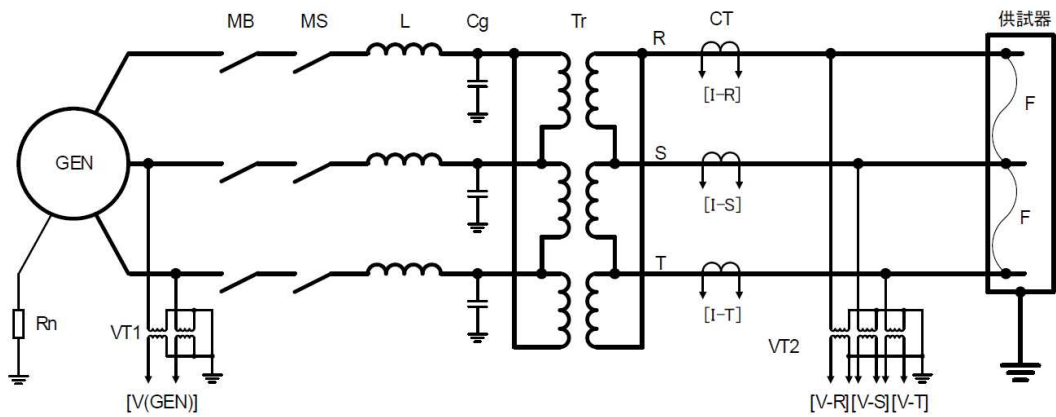 MB MS L Cg Tr R CT 供試器
[I-R]
F
GEN
S
[I-S]
F
T
[I-T]
Rn
VT1
VT2
[V(GEN)]
[V-R] [V-S] [V-T]